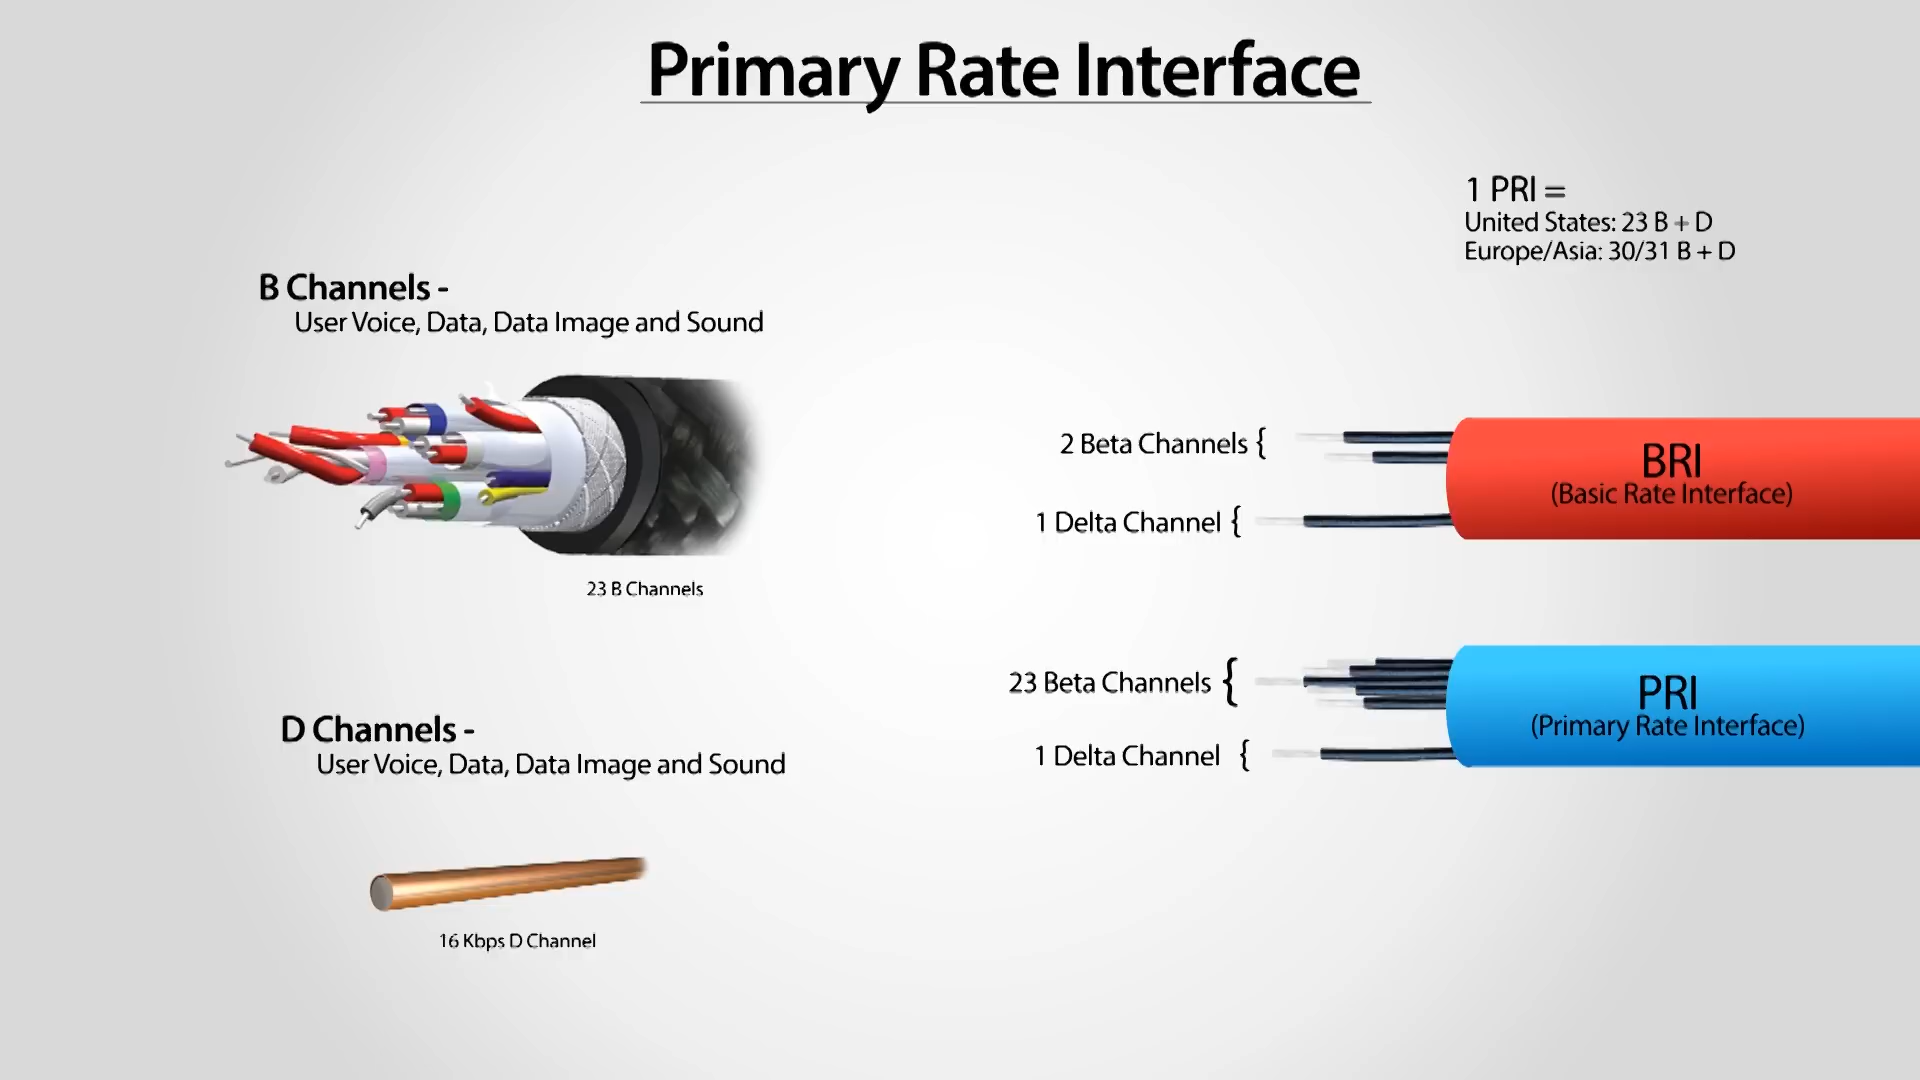 Primary Rate Interface
1 PRI =
United States: 23 B + D
Europe/Asia: 30/31 B + D
B Channels -
User Voice, Data, Data Image and Sound
23 B Channels
D Channels -
User Voice, Data, Data Image and Sound
16 Kbps D Channel
2 Beta Channels {
1 Delta Channel {
BRI
(Basic Rate Interface)
23 Beta Channels {
1 Delta Channel {
PRI
(Primary Rate Interface)